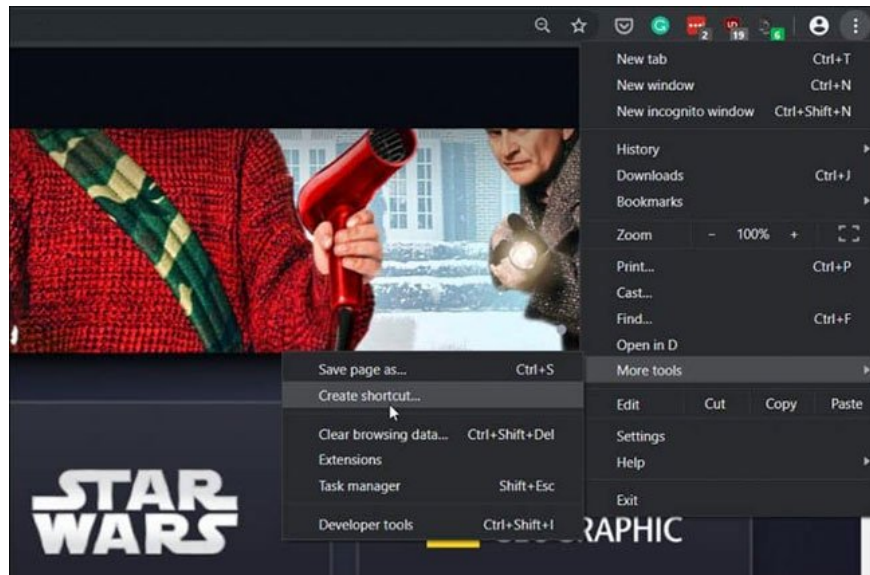 2
19
6
New tab Ctrl+T
New window Ctrl+N
New incognito window Ctrl+Shift+N
History
Downloads Ctrl+J
Bookmarks
Zoom - 100% +
Print... Ctrl+P
Cast...
Find... Ctrl+F
Open in D
More tools
Edit Cut Copy Paste
Settings
Help
Exit
Save page as... Ctrl+S
Create shortcut...
Clear browsing data... Ctrl+Shift+Del
Extensions
Task manager Shift+Esc
Developer tools Ctrl+Shift+I
STAR
WARS
RAPHIC